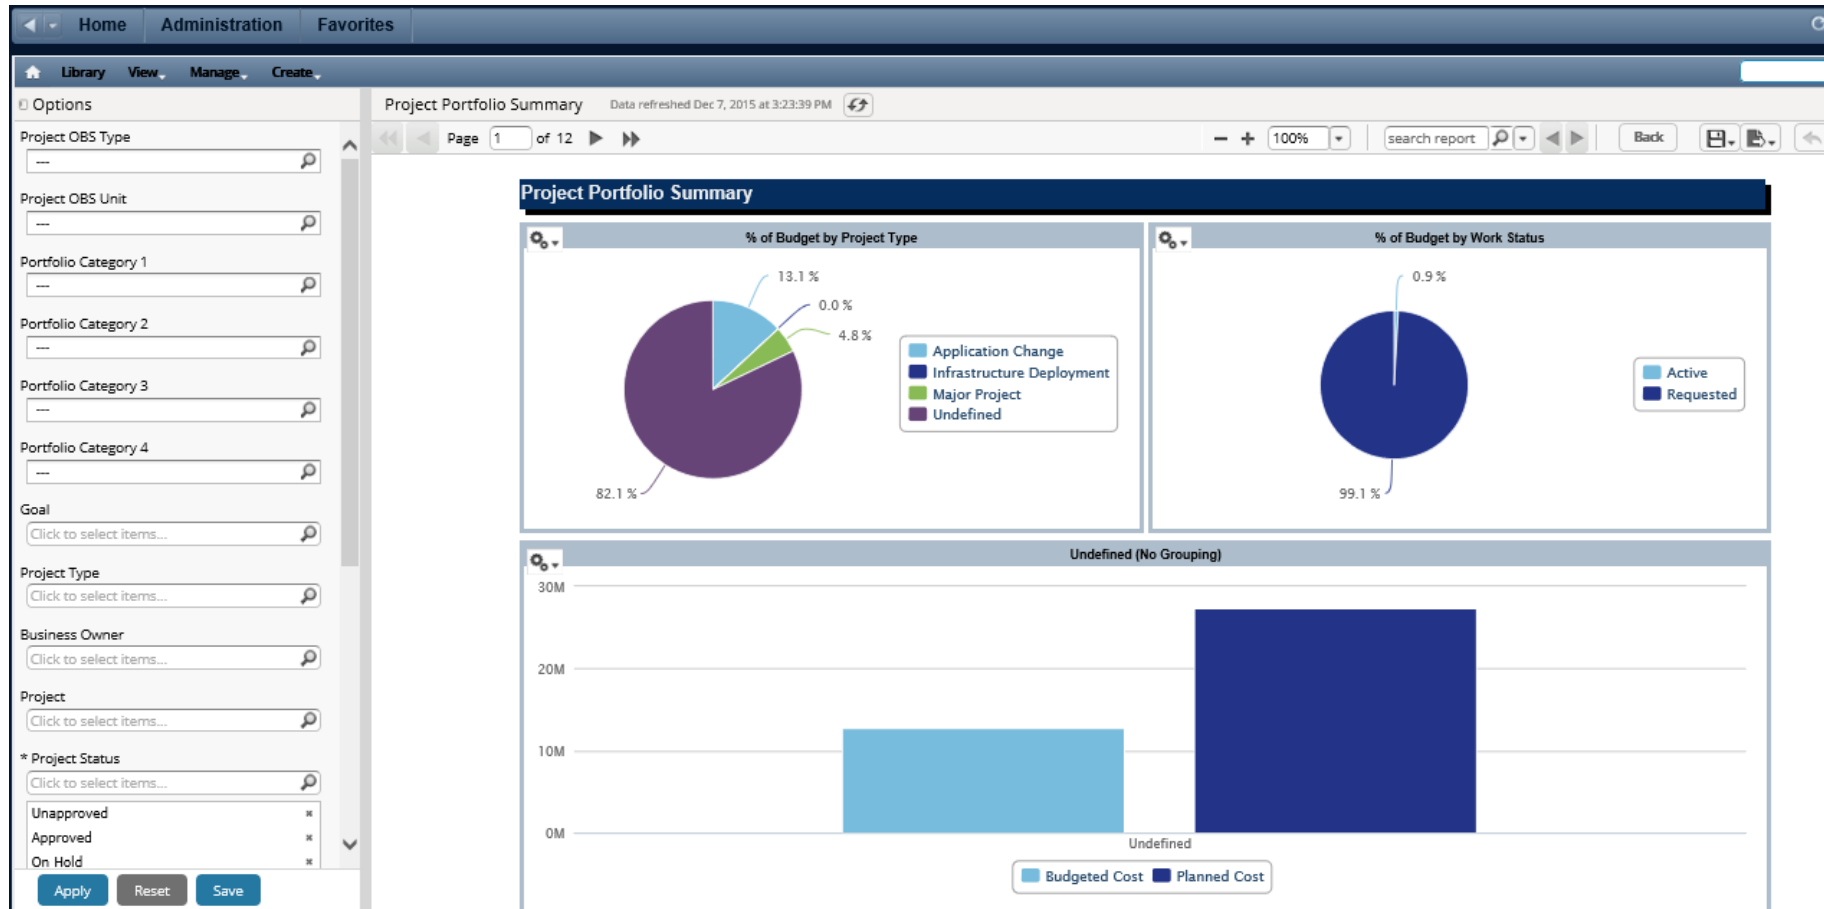 Home Administration Favorites
Library View Manage Create
Options
Project OBS Type
---
Project OBS Unit
---
Portfolio Category 1
---
Portfolio Category 2
---
Portfolio Category 3
---
Portfolio Category 4
---
Goal
Click to select items...
Project Type
Click to select items...
Business Owner
Click to select items...
Project
Click to select items...
* Project Status
Click to select items...
Unapproved
Approved
On Hold
Apply Reset Save
Project Portfolio Summary Data refreshed Dec 7, 2015 at 3:23:39 PM
Page 1 of 12 100% search report Back
Project Portfolio Summary
% of Budget by Project Type
13.1 %
0.0 %
4.8 %
82.1 %
Application Change
Infrastructure Deployment
Major Project
Undefined
% of Budget by Work Status
0.9 %
99.1 %
Active
Requested
Undefined (No Grouping)
30M
20M
10M
0M
Undefined
Budgeted Cost Planned Cost